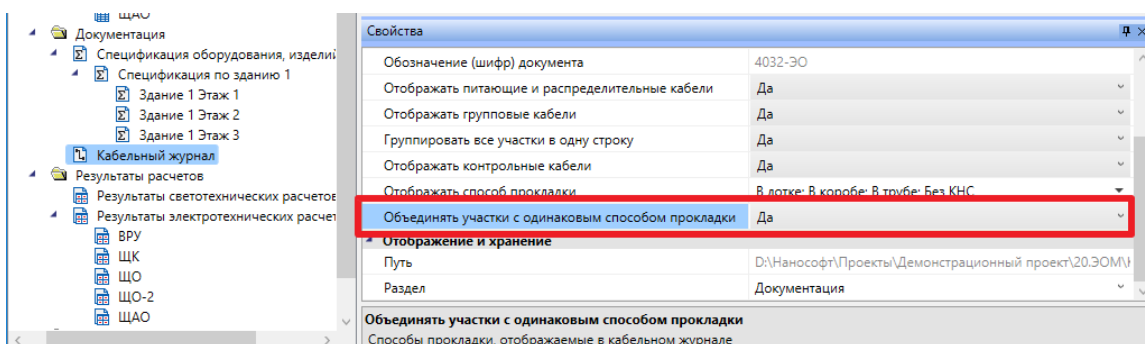 ЩАО
Документация
Спецификация оборудования, изделий
Спецификация по зданию 1
Здание 1 Этаж 1
Здание 1 Этаж 2
Здание 1 Этаж 3
Кабельный журнал
Результаты расчетов
Результаты светотехнических расчетов
Результаты электротехнических расчет
ВРУ
ЩК
ЩО
ЩО-2
ЩАО
Свойства
Обозначение (шифр) документа 4032-ЭО
Отображать питающие и распределительные кабели Да
Отображать групповые кабели Да
Группировать все участки в одну строку Да
Отображать контрольные кабели Да
Отображать способ прокладки В лотке; В коробе; В трубе; Без КНС
Объединять участки с одинаковым способом прокладки Да
Отображение и хранение
Путь D:\Нанософт\Проекты\Демонстрационный проект\20.ЭОМ\
Раздел Документация
Объединять участки с одинаковым способом прокладки
Способы прокладки, отображаемые в кабельном журнале